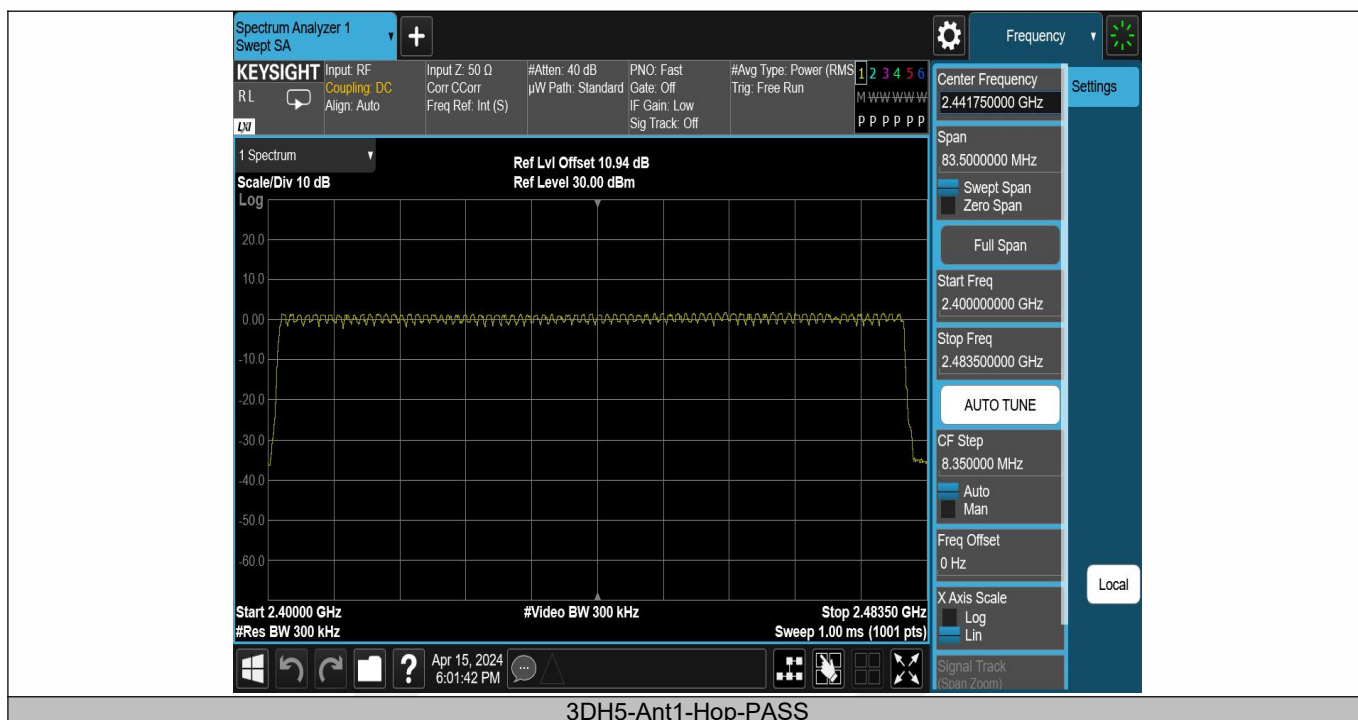 Spectrum Analyzer 1
Swept SA
+
Frequency
KEYSIGHT
RL
LXI
Input: RF
Coupling: DC
Align: Auto
Input Z: 50 Ω
Corr CCorr
Freq Ref: Int (S)
#Atten: 40 dB
µW Path: Standard
PNO: Fast
Gate: Off
IF Gain: Low
Sig Track: Off
#Avg Type: Power (RMS
Trig: Free Run
1 2 3 4 5 6
M W W W W W
P P P P P P
1 Spectrum
Scale/Div 10 dB
Ref Lvl Offset 10.94 dB
Ref Level 30.00 dBm
Log
20.0
10.0
0.00
-10.0
-20.0
-30.0
-40.0
-50.0
-60.0
Start 2.40000 GHz
#Video BW 300 kHz
Stop 2.48350 GHz
#Res BW 300 kHz
Sweep 1.00 ms (1001 pts)
Center Frequency
2.441750000 GHz
Settings
Span
83.5000000 MHz
Swept Span
Zero Span
Full Span
Start Freq
2.400000000 GHz
Stop Freq
2.483500000 GHz
AUTO TUNE
CF Step
8.350000 MHz
Auto
Man
Freq Offset
0 Hz
X Axis Scale
Log
Lin
Signal Track
(Span Zoom)
Local
?
Apr 15, 2024
6:01:42 PM
3DH5-Ant1-Hop-PASS